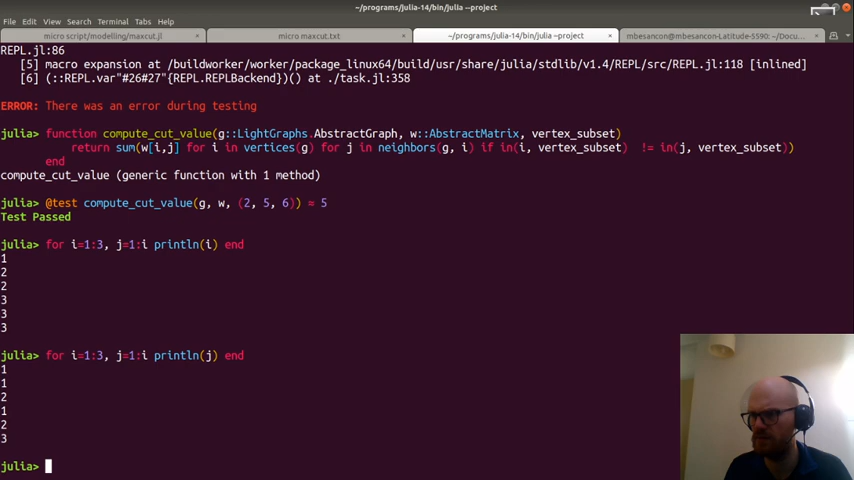 ~/programs/julia-14/bin/julia --project
File Edit View Search Terminal Tabs Help
micro script/modelling/maxcut.jl × micro maxcut.txt × ~/programs/julia-14/bin/julia --project × mbesancon@mbesancon-Latitude-5590: ~/Docu... ×
REPL.jl:86
[5] macro expansion at /buildworker/worker/package_linux64/build/usr/share/julia/stdlib/v1.4/REPL/src/REPL.jl:118 [inlined]
[6] (::REPL.var"#26#27"{REPL.REPLBackend})() at ./task.jl:358
ERROR: There was an error during testing
julia> function compute_cut_value(g::LightGraphs.AbstractGraph, w::AbstractMatrix, vertex_subset)
return sum(w[i,j] for i in vertices(g) for j in neighbors(g, i) if in(i, vertex_subset) != in(j, vertex_subset))
end
compute_cut_value (generic function with 1 method)
julia> @test compute_cut_value(g, w, (2, 5, 6)) ≈ 5
Test Passed
julia> for i=1:3, j=1:i println(i) end
1
2
2
3
3
3
julia> for i=1:3, j=1:i println(j) end
1
1
2
1
2
3
julia>